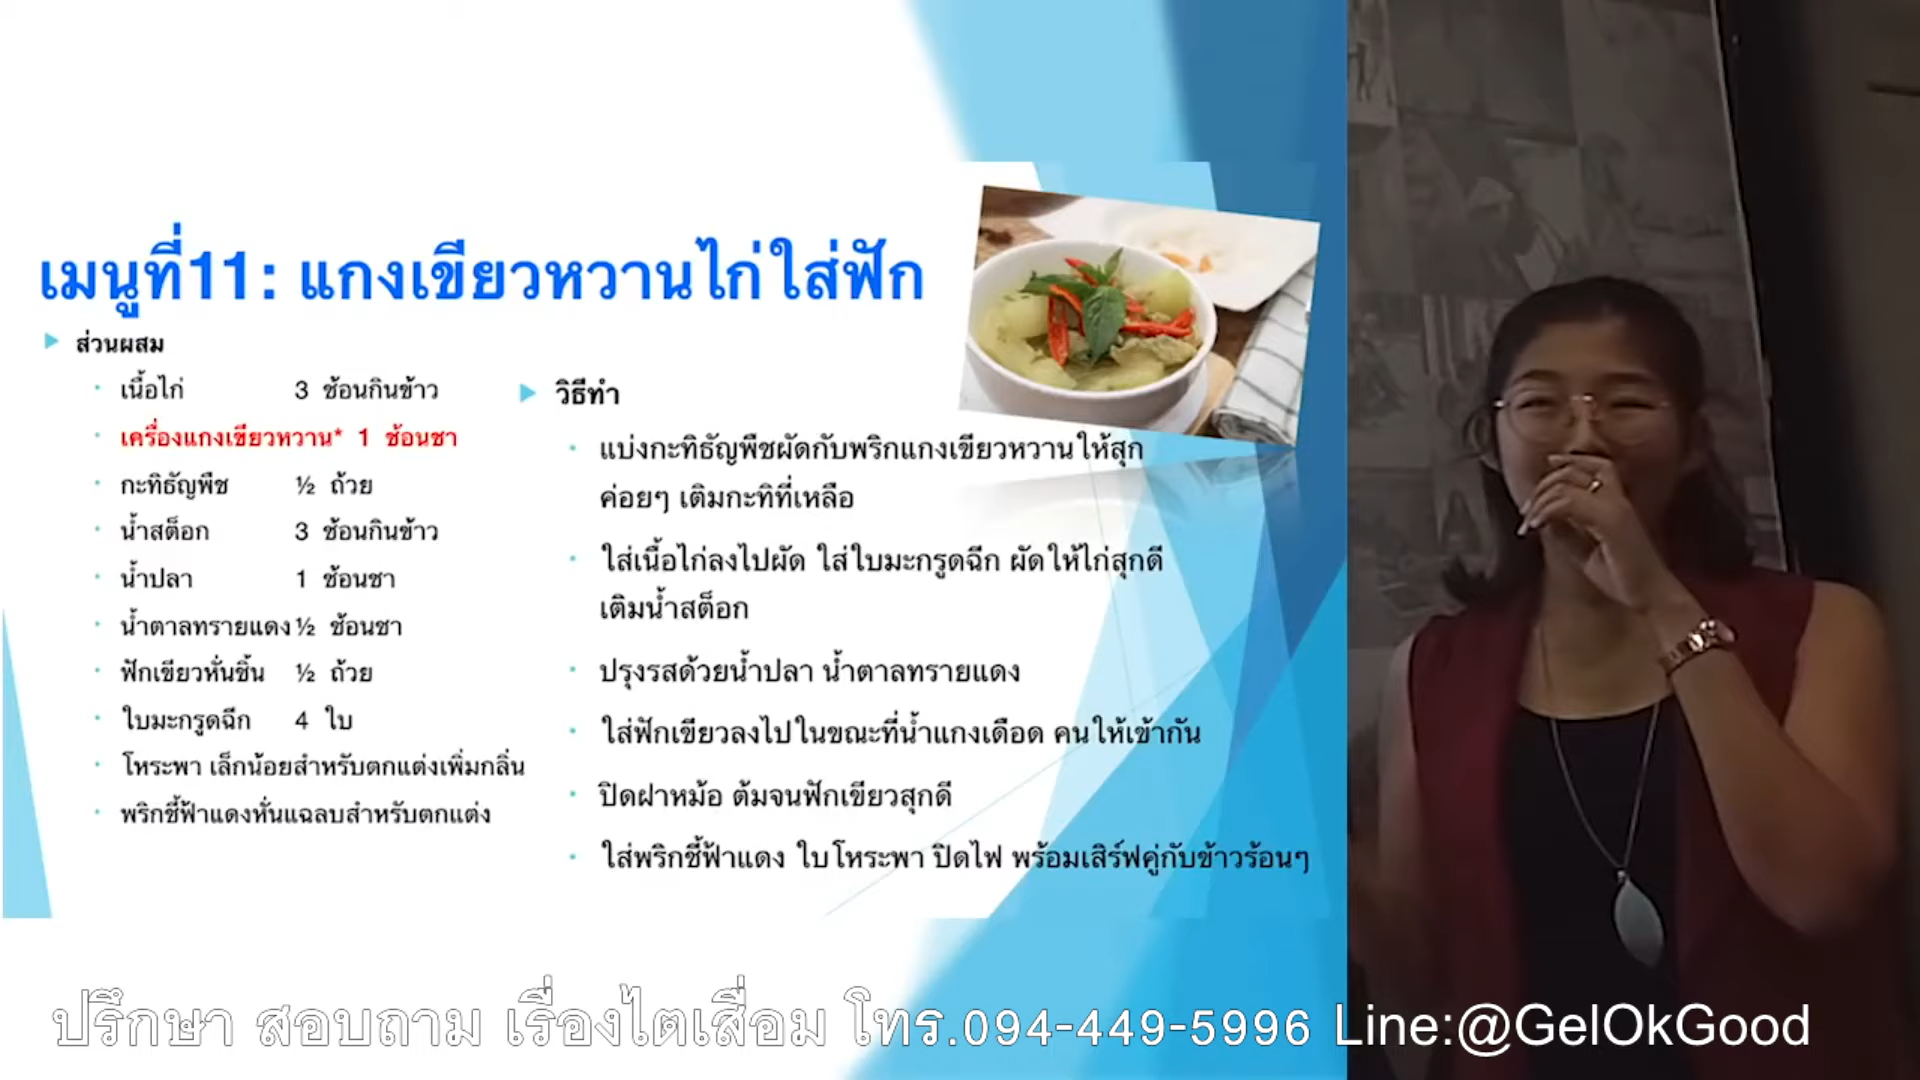 เมนูที่11: แกงเขียวหวานไก่ใส่ฟัก
ส่วนผสม
เนื้อไก่ 3 ช้อนกินข้าว
เครื่องแกงเขียวหวาน* 1 ช้อนชา
กะทิธัญพืช ½ ถ้วย
น้ำสต็อก 3 ช้อนกินข้าว
น้ำปลา 1 ช้อนชา
น้ำตาลทรายแดง ½ ช้อนชา
ฟักเขียวหั่นชิ้น ½ ถ้วย
ใบมะกรูดฉีก 4 ใบ
โหระพา เล็กน้อยสำหรับตกแต่งเพิ่มกลิ่น
พริกชี้ฟ้าแดงหั่นแฉลบสำหรับตกแต่ง
วิธีทำ
แบ่งกะทิธัญพืชผัดกับพริกแกงเขียวหวานให้สุก
ค่อยๆ เติมกะทิที่เหลือ
ใส่เนื้อไก่ลงไปผัด ใส่ใบมะกรูดฉีก ผัดให้ไก่สุกดี
เติมน้ำสต็อก
ปรุงรสด้วยน้ำปลา น้ำตาลทรายแดง
ใส่ฟักเขียวลงไปในขณะที่น้ำแกงเดือด คนให้เข้ากัน
ปิดฝาหม้อ ต้มจนฟักเขียวสุกดี
ใส่พริกชี้ฟ้าแดง ใบโหระพา ปิดไฟ พร้อมเสิร์ฟคู่กับข้าวร้อนๆ
ปรึกษา สอบถาม เรื่องไตเสื่อม โทร.094-449-5996 Line:@GelOkGood